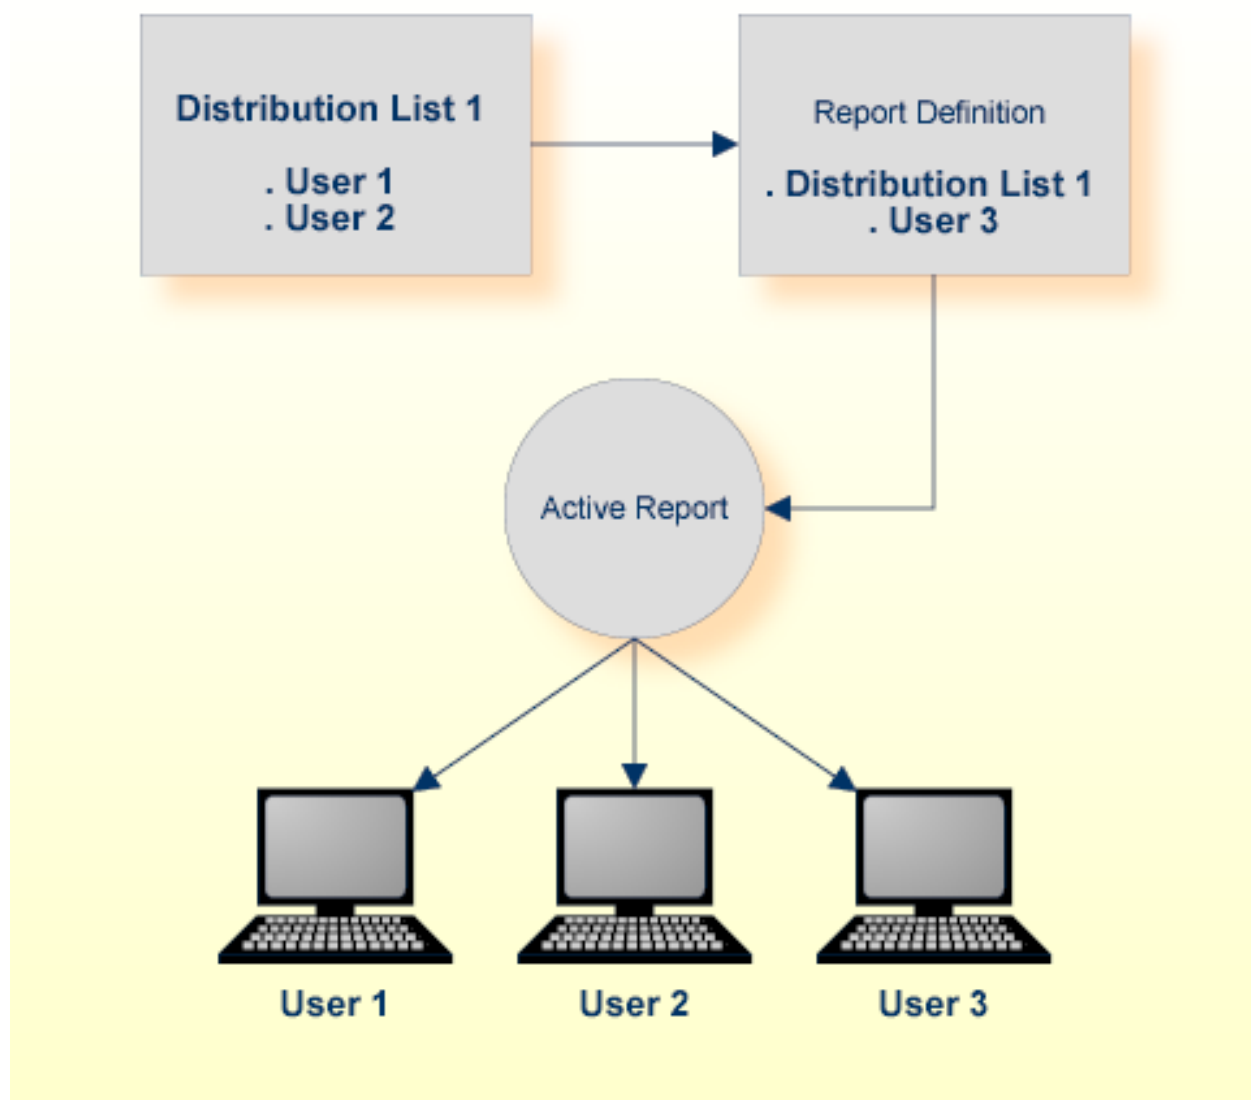 Distribution List 1
. User 1
. User 2
Report Definition
. Distribution List 1
. User 3
Active Report
User 1
User 2
User 3